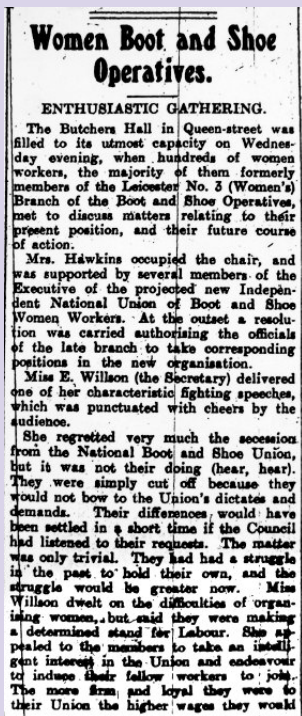 Women Boot and Shoe
Operatives.
ENTHUSIASTIC GATHERING.
The Butchers Hall in Queen-street was
filled to its utmost capacity on Wednes-
day evening, when hundreds of women
workers, the majority of them formerly
members of the Leicester No. 3 (Women's)
Branch of the Boot and Shoe Operatives,
met to discuss matters relating to their
present position, and their future course
of action.
Mrs. Hawkins occupied the chair, and
was supported by several members of the
Executive of the projected new Indepen-
dent National Union of Boot and Shoe
Women Workers. At the outset a resolu-
tion was carried authorising the officials
of the late branch to take corresponding
positions in the new organisation.
Miss E. Willson (the Secretary) delivered
one of her characteristic fighting speeches,
which was punctuated with cheers by the
audience.
She regretted very much the secession
from the National Boot and Shoe Union,
but it was not their doing (hear, hear).
They were simply cut off because they
would not bow to the Union's dictates and
demands. Their differences would have
been settled in a short time if the Council
had listened to their requests. The matter
was only trivial. They had had a struggle
in the past to hold their own, and the
struggle would be greater now. Miss
Willson dwelt on the difficulties of organ-
ising women, but said they were making
a determined stand for Labour. She ap-
pealed to the members to take an intelli-
gent interest in the Union and endeavour
to induce their fellow workers to join.
The more firm and loyal they were to
their Union the higher wages they would